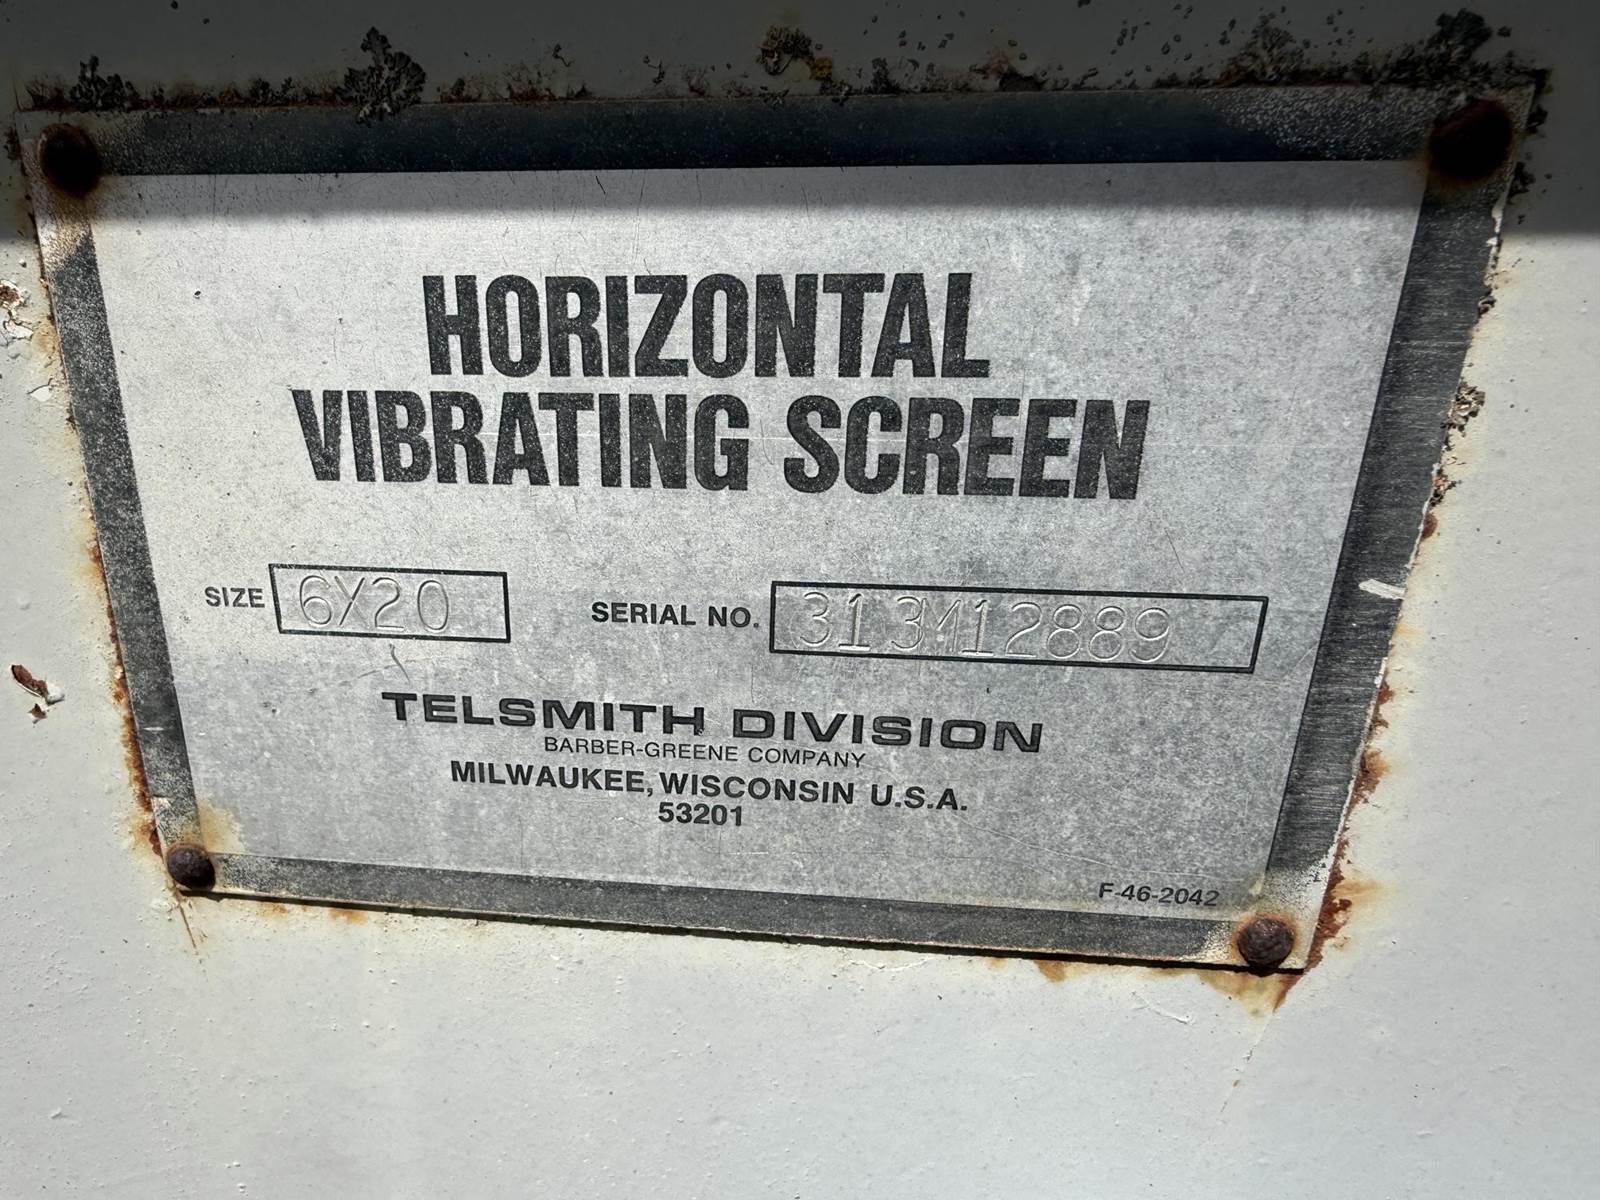 HORIZONTAL
VIBRATING SCREEN
SIZE 6X20 SERIAL NO. 313M12889
TELSMITH DIVISION
BARBER-GREENE COMPANY
MILWAUKEE, WISCONSIN U.S.A.
53201
F-46-2042